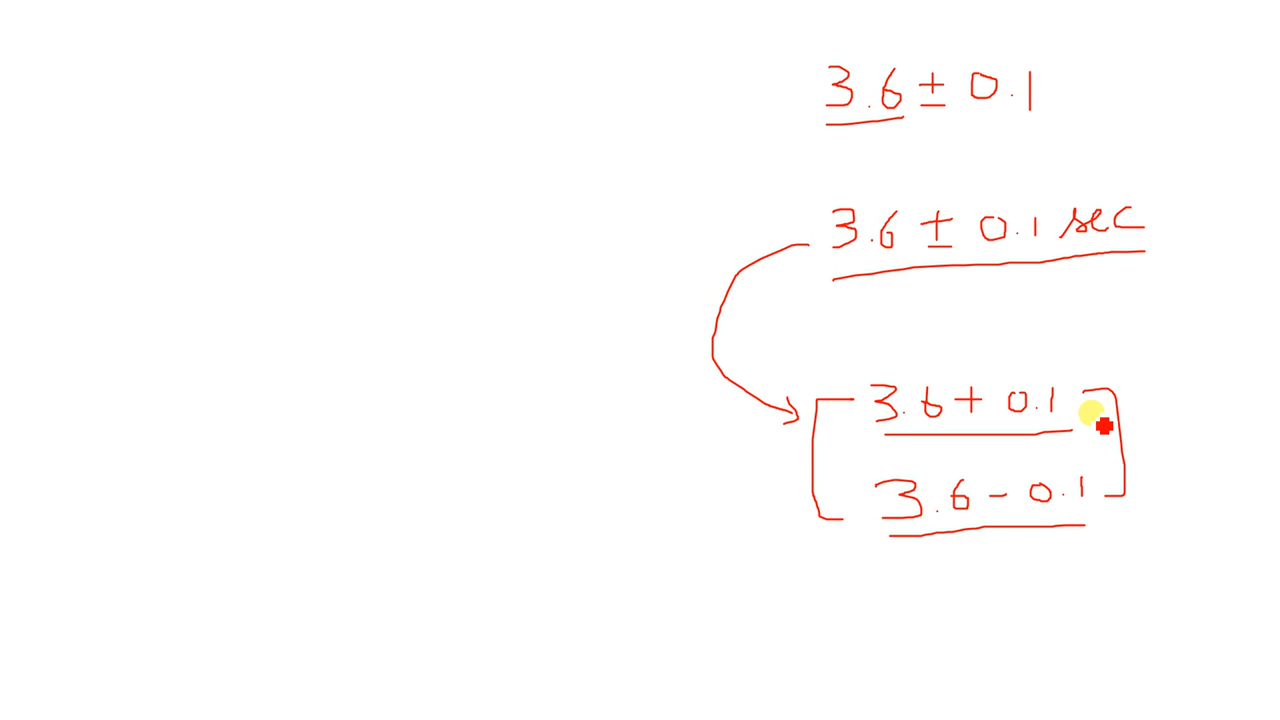 3.6 ± 0.1
3.6 ± 0.1 sec
3.6 + 0.1
3.6 - 0.1